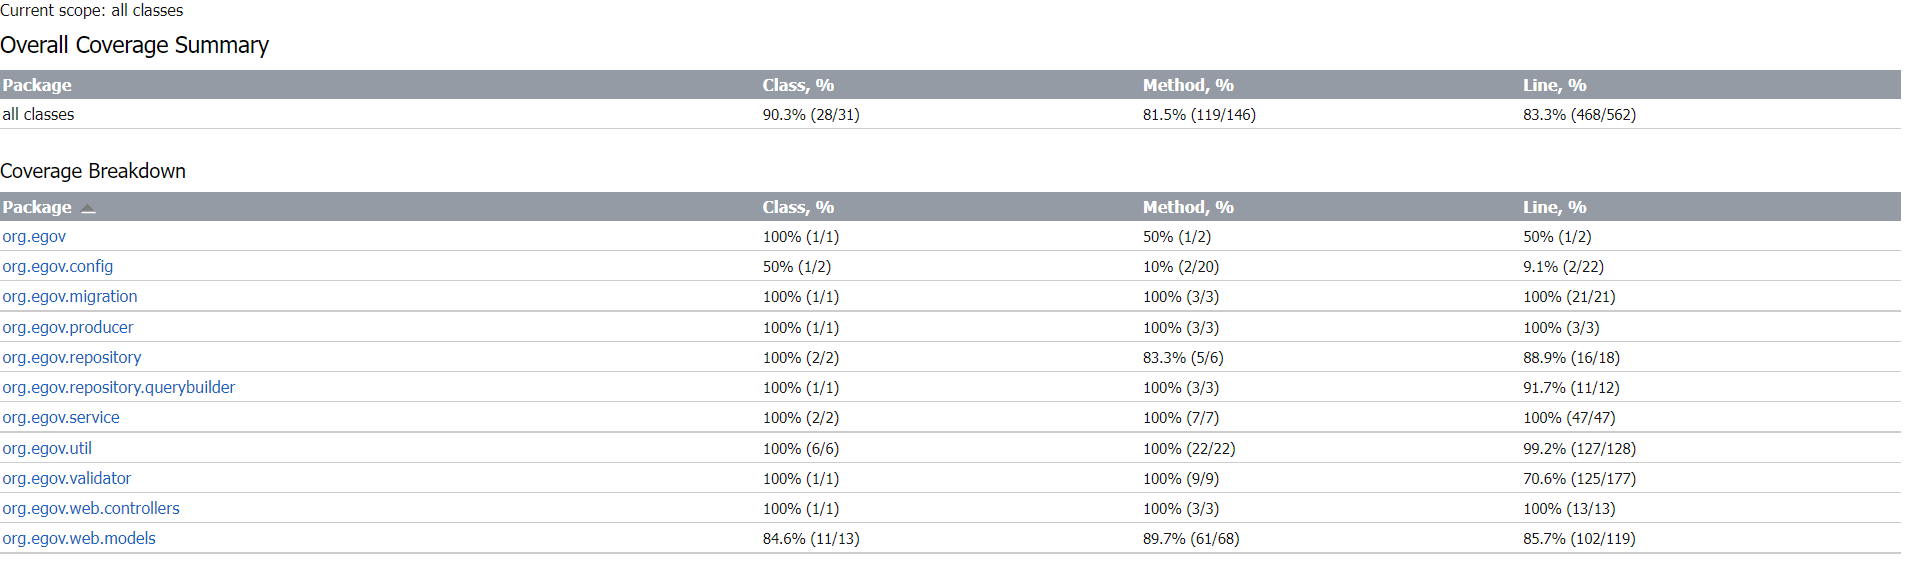 Current scope: all classes
Overall Coverage Summary
Package Class, % Method, % Line, %
all classes 90.3% (28/31) 81.5% (119/146) 83.3% (468/562)
Coverage Breakdown
Package Class, % Method, % Line, %
org.egov 100% (1/1) 50% (1/2) 50% (1/2)
org.egov.config 50% (1/2) 10% (2/20) 9.1% (2/22)
org.egov.migration 100% (1/1) 100% (3/3) 100% (21/21)
org.egov.producer 100% (1/1) 100% (3/3) 100% (3/3)
org.egov.repository 100% (2/2) 83.3% (5/6) 88.9% (16/18)
org.egov.repository.querybuilder 100% (1/1) 100% (3/3) 91.7% (11/12)
org.egov.service 100% (2/2) 100% (7/7) 100% (47/47)
org.egov.util 100% (6/6) 100% (22/22) 99.2% (127/128)
org.egov.validator 100% (1/1) 100% (9/9) 70.6% (125/177)
org.egov.web.controllers 100% (1/1) 100% (3/3) 100% (13/13)
org.egov.web.models 84.6% (11/13) 89.7% (61/68) 85.7% (102/119)